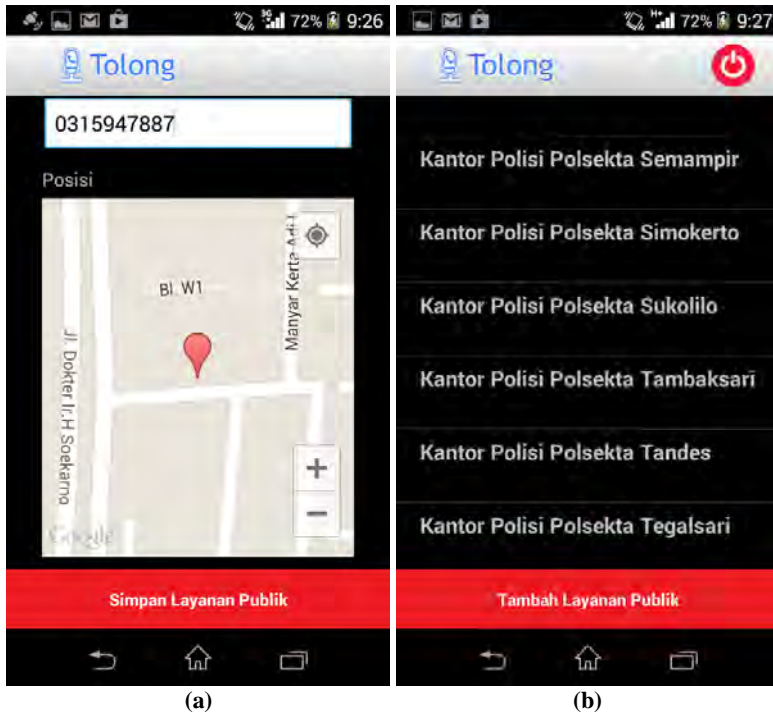 3G 72% 9:26
Tolong
0315947887
Posisi
Bl. W1
Manyar Kerta Adi I
Jl. Dokter Ir.H Soekarno
Google
Simpan Layanan Publik
(a)
H+ 72% 9:27
Tolong
Kantor Polisi Polsekta Semampir
Kantor Polisi Polsekta Simokerto
Kantor Polisi Polsekta Sukolilo
Kantor Polisi Polsekta Tambaksari
Kantor Polisi Polsekta Tandes
Kantor Polisi Polsekta Tegalsari
Tambah Layanan Publik
(b)